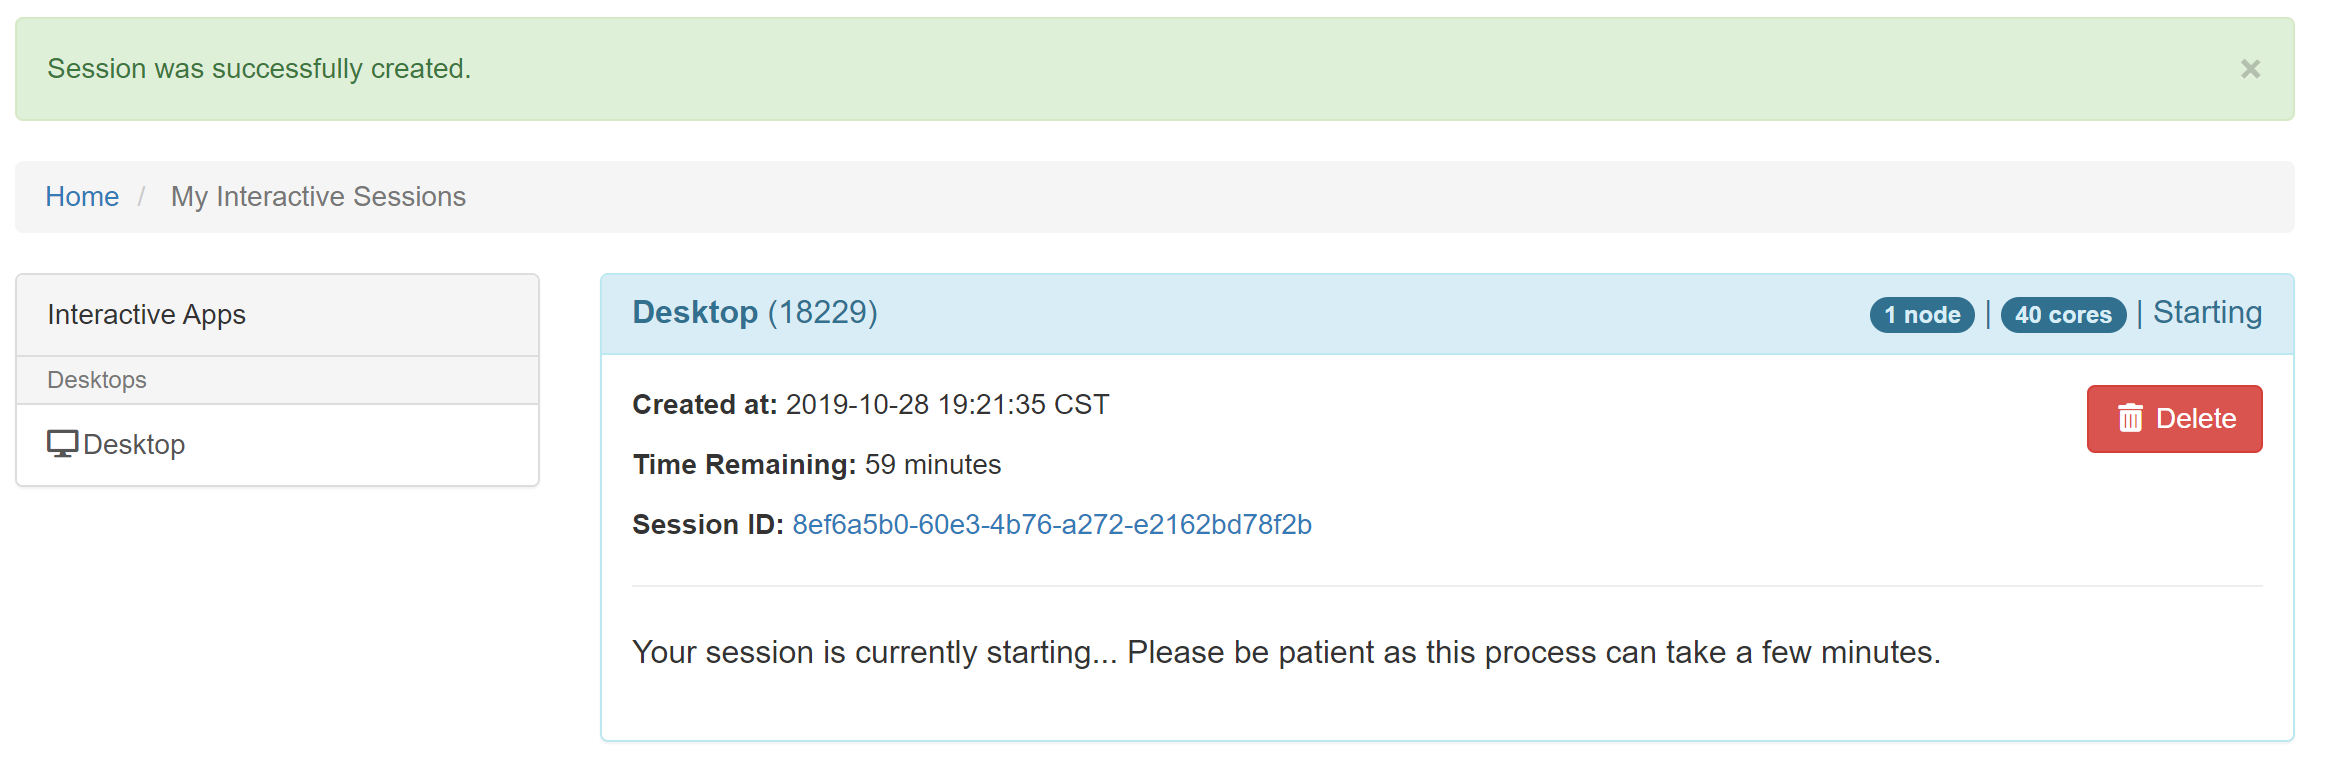 Session was successfully created.
×
Home / My Interactive Sessions
Interactive Apps
Desktops
Desktop
Desktop (18229)
1 node | 40 cores | Starting
Created at: 2019-10-28 19:21:35 CST
Delete
Time Remaining: 59 minutes
Session ID: 8ef6a5b0-60e3-4b76-a272-e2162bd78f2b
Your session is currently starting... Please be patient as this process can take a few minutes.